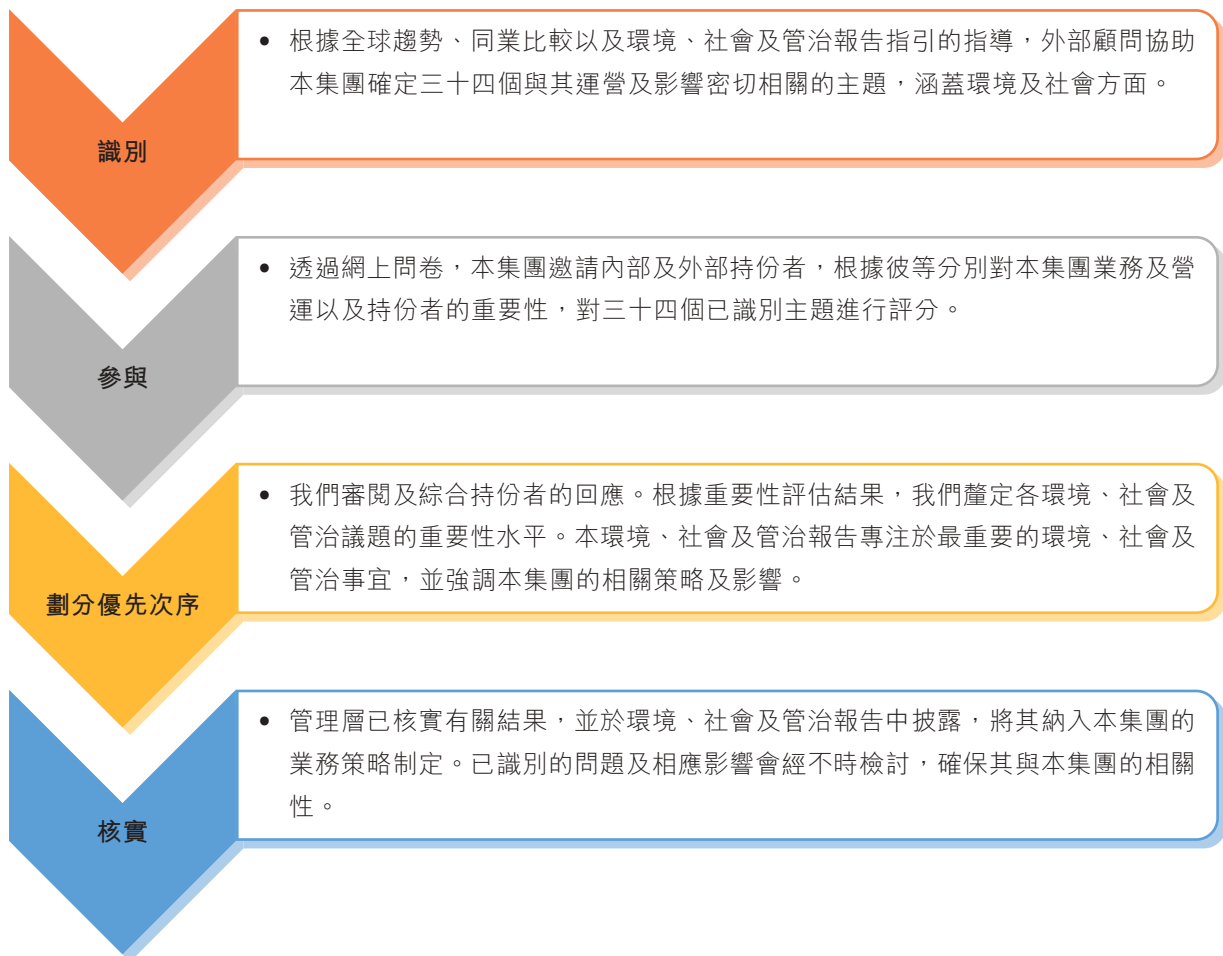 識別
• 根據全球趨勢、同業比較以及環境、社會及管治報告指引的指導，外部顧問協助
本集團確定三十四個與其運營及影響密切相關的主題，涵蓋環境及社會方面。
參與
• 透過網上問卷，本集團邀請內部及外部持份者，根據彼等分別對本集團業務及營
運以及持份者的重要性，對三十四個已識別主題進行評分。
劃分優先次序
• 我們審閱及綜合持份者的回應。根據重要性評估結果，我們釐定各環境、社會及
管治議題的重要性水平。本環境、社會及管治報告專注於最重要的環境、社會及
管治事宜，並強調本集團的相關策略及影響。
核實
• 管理層已核實有關結果，並於環境、社會及管治報告中披露，將其納入本集團的
業務策略制定。已識別的問題及相應影響會經不時檢討，確保其與本集團的相關
性。